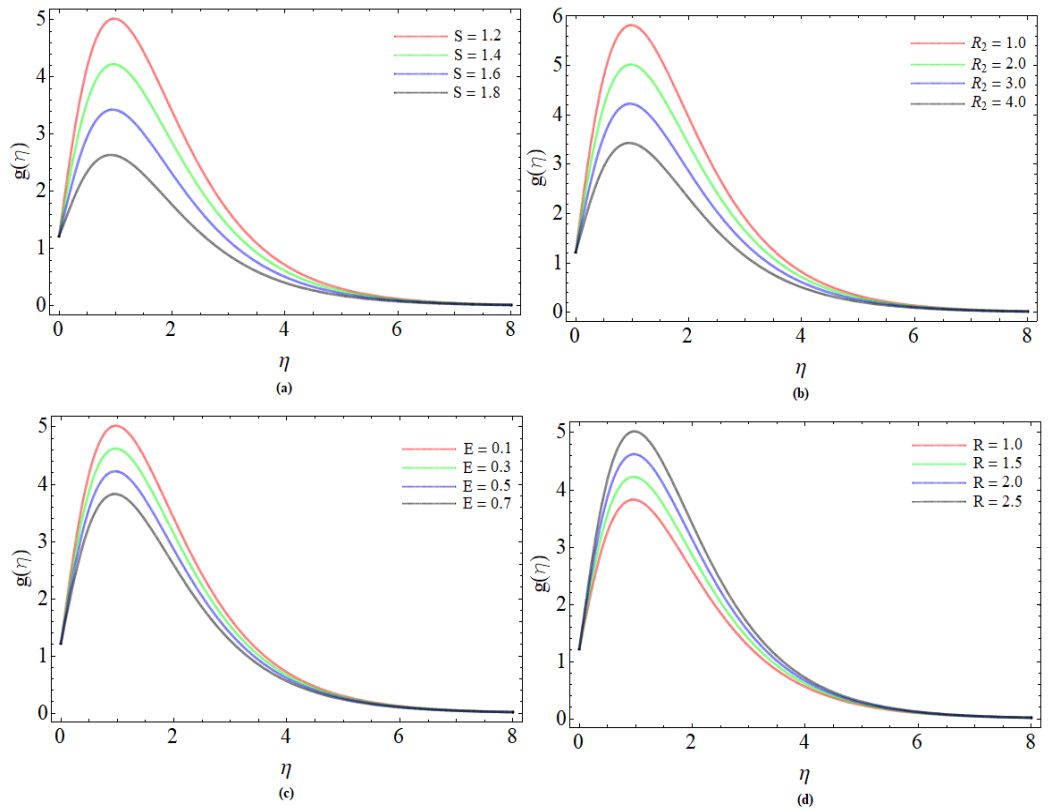 5
4
3
2
1
0
g(η)
0
2
4
6
8
η
S = 1.2
S = 1.4
S = 1.6
S = 1.8
(a)
6
5
4
3
2
1
0
g(η)
0
2
4
6
8
η
R₂ = 1.0
R₂ = 2.0
R₂ = 3.0
R₂ = 4.0
(b)
5
4
3
2
1
0
g(η)
0
2
4
6
8
η
E = 0.1
E = 0.3
E = 0.5
E = 0.7
(c)
5
4
3
2
1
0
g(η)
0
2
4
6
8
η
R = 1.0
R = 1.5
R = 2.0
R = 2.5
(d)